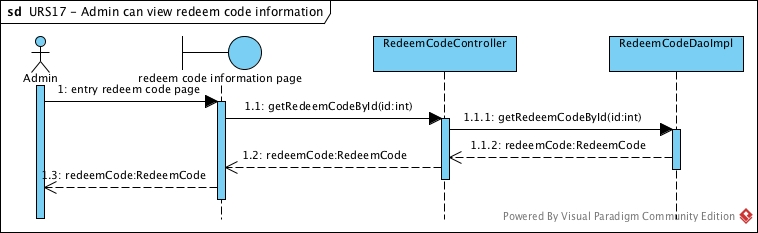 sd URS17 - Admin can view redeem code information
RedeemCodeController
RedeemCodeDaoImpl
Admin
redeem code information page
1: entry redeem code page
1.1: getRedeemCodeById(id:int)
1.1.1: getRedeemCodeById(id:int)
1.1.2: redeemCode:RedeemCode
1.2: redeemCode:RedeemCode
1.3: redeemCode:RedeemCode
Powered By Visual Paradigm Community Edition